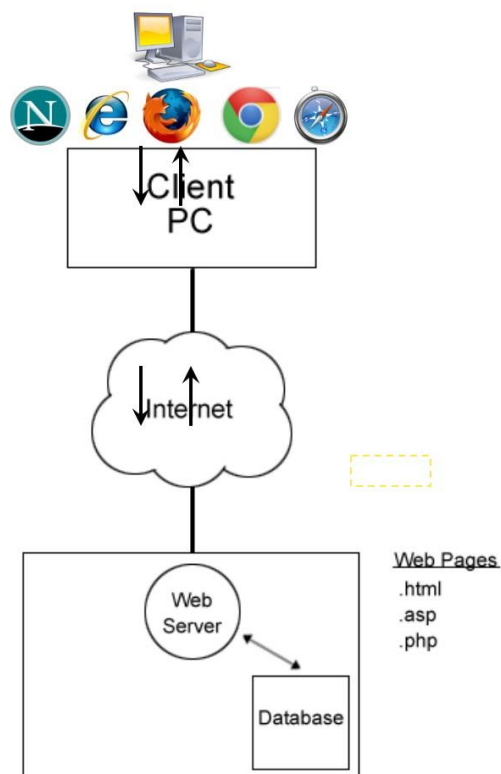 N
Client
PC
Internet
Web
Server
Database
Web Pages
.html
.asp
.php